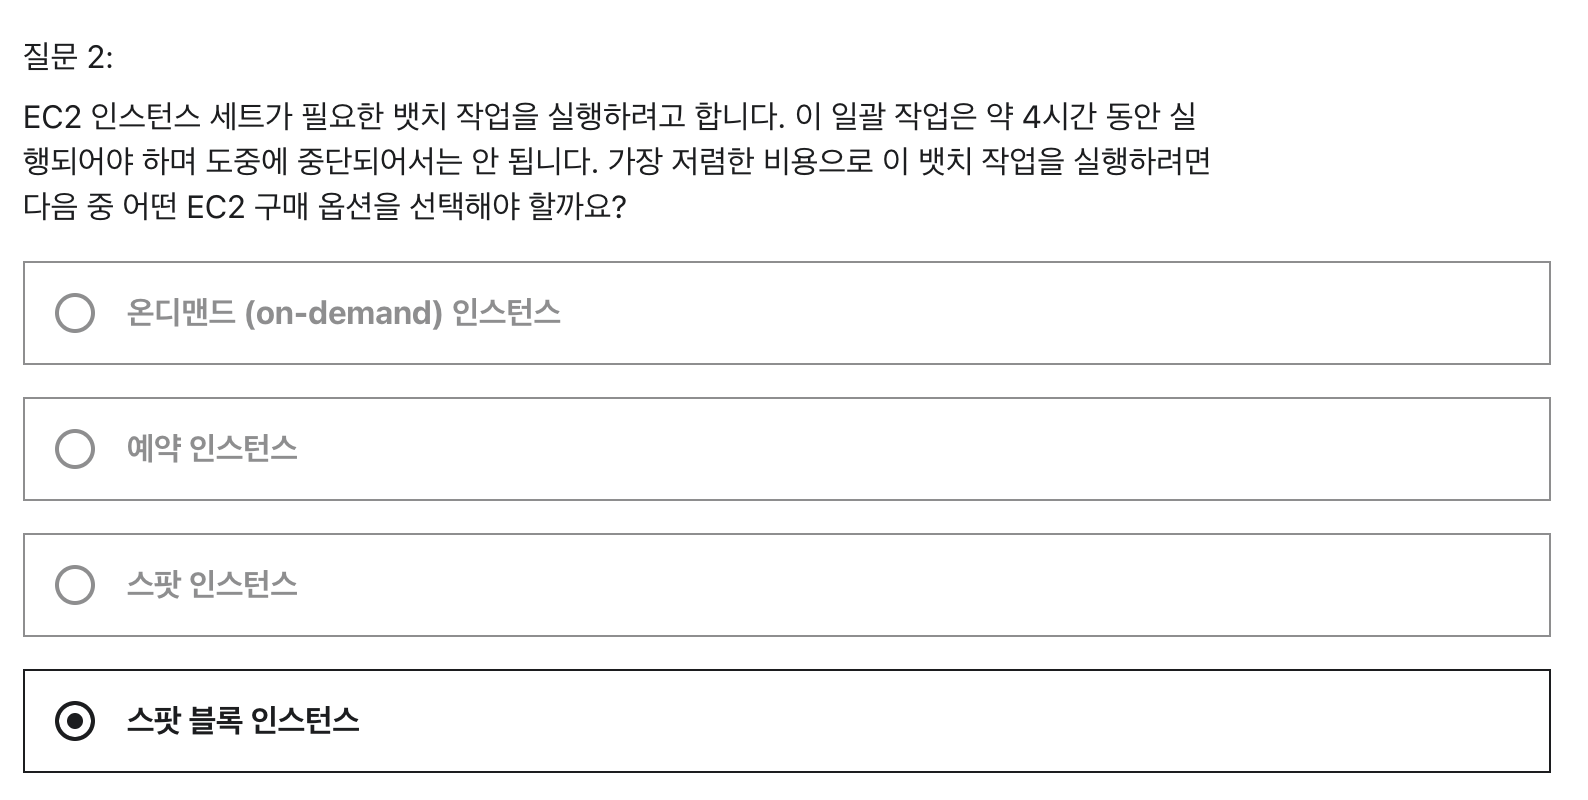 질문 2:
EC2 인스턴스 세트가 필요한 뱃치 작업을 실행하려고 합니다. 이 일괄 작업은 약 4시간 동안 실
행되어야 하며 도중에 중단되어서는 안 됩니다. 가장 저렴한 비용으로 이 뱃치 작업을 실행하려면
다음 중 어떤 EC2 구매 옵션을 선택해야 할까요?
온디맨드 (on-demand) 인스턴스
예약 인스턴스
스팟 인스턴스
스팟 블록 인스턴스